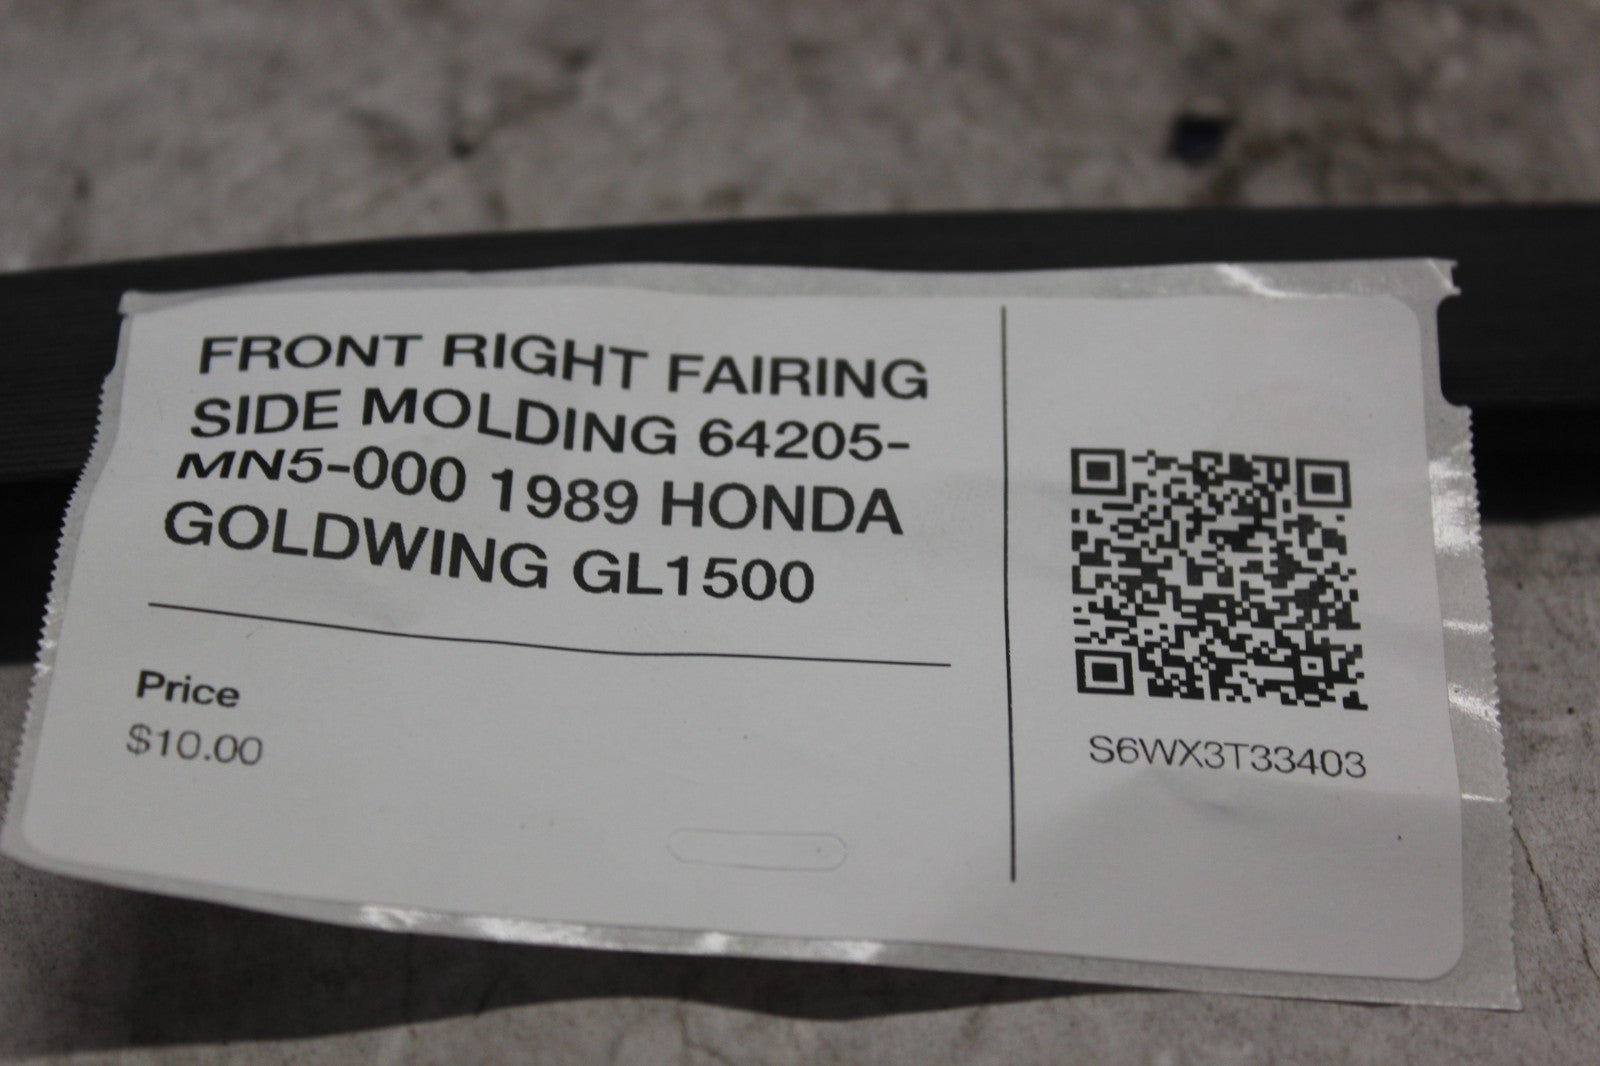 FRONT RIGHT FAIRING
SIDE MOLDING 64205-
MN5-000 1989 HONDA
GOLDWING GL1500
Price
$10.00
S6WX3T33403